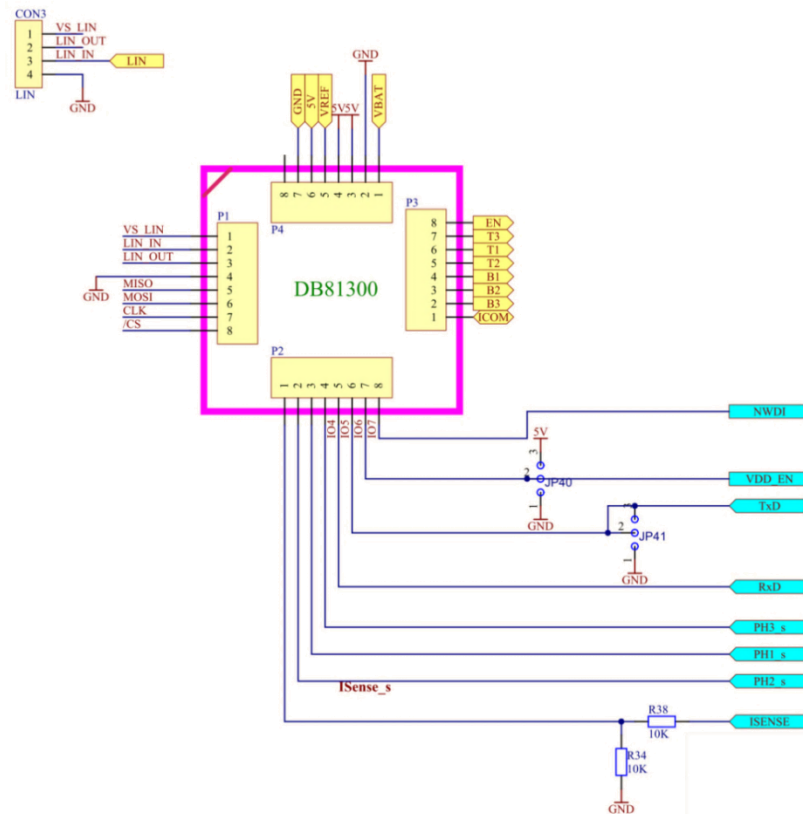 CON3
1 VS_LIN
2 LIN_OUT
3 LIN_IN LIN
4
LIN
GND
GND
GND 5V VREF 5V 5V VBAT
8 7 6 5 4 3 2 1
P4
P1
VS_LIN 1
LIN_IN 2
LIN_OUT 3
4
GND
MISO 5
MOSI 6
CLK 7
/CS 8
DB81300
P3
8 EN
7 T3
6 T1
5 T2
4 B1
3 B2
2 B3
1 ICOM
P2
1 2 3 4 5 6 7 8
IO4 IO5 IO6 IO7
NWDI
5V
3
2 JP40
1
GND
VDD_EN
TxD
3
2 JP41
1
GND
RxD
PH3_s
PH1_s
PH2_s
ISense_s
R38
10K
ISENSE
R34
10K
GND